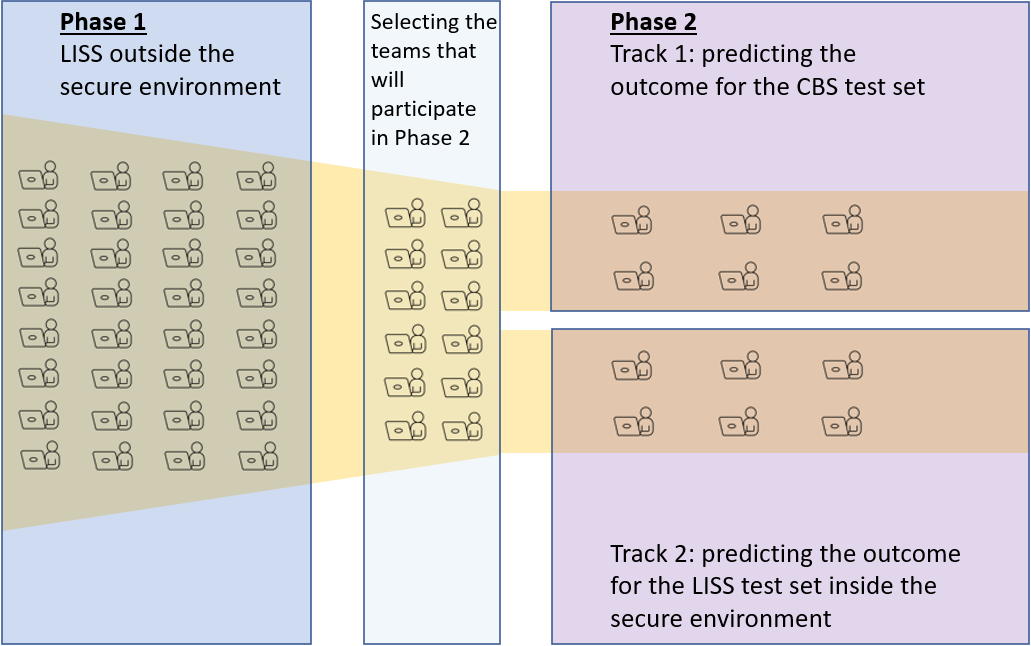 Phase 1
LISS outside the
secure environment
Selecting the
teams that
will
participate
in Phase 2
Phase 2
Track 1: predicting the
outcome for the CBS test set
Track 2: predicting the outcome
for the LISS test set inside the
secure environment